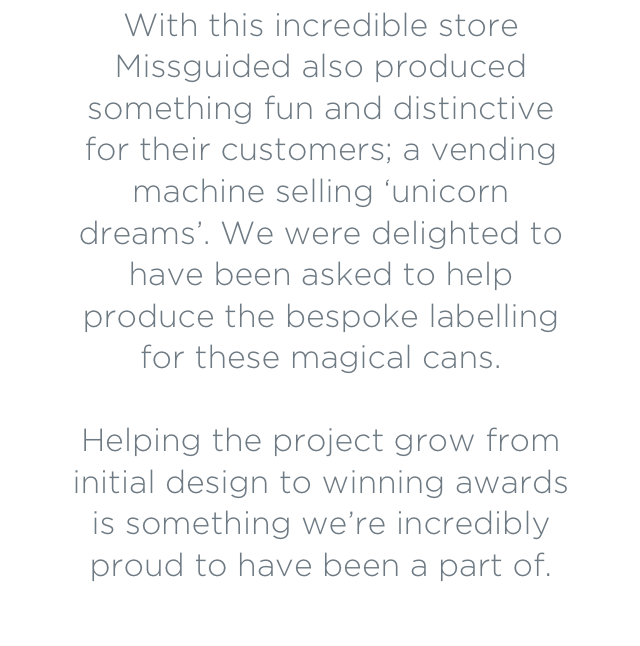 With this incredible store
Missguided also produced
something fun and distinctive
for their customers; a vending
machine selling ‘unicorn
dreams’. We were delighted to
have been asked to help
produce the bespoke labelling
for these magical cans.

Helping the project grow from
initial design to winning awards
is something we’re incredibly
proud to have been a part of.